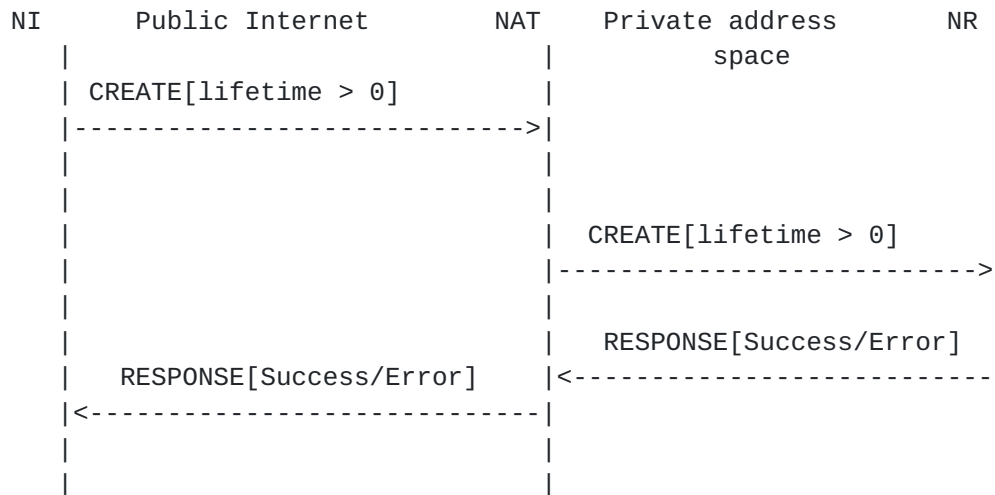 NI Public Internet NAT Private address NR
| | space
| CREATE[lifetime > 0] |
|----------------------------->|
| |
| |
| | CREATE[lifetime > 0]
| |--------------------------->
| |
| | RESPONSE[Success/Error]
| RESPONSE[Success/Error] |<---------------------------
|<-----------------------------|
| |
| |